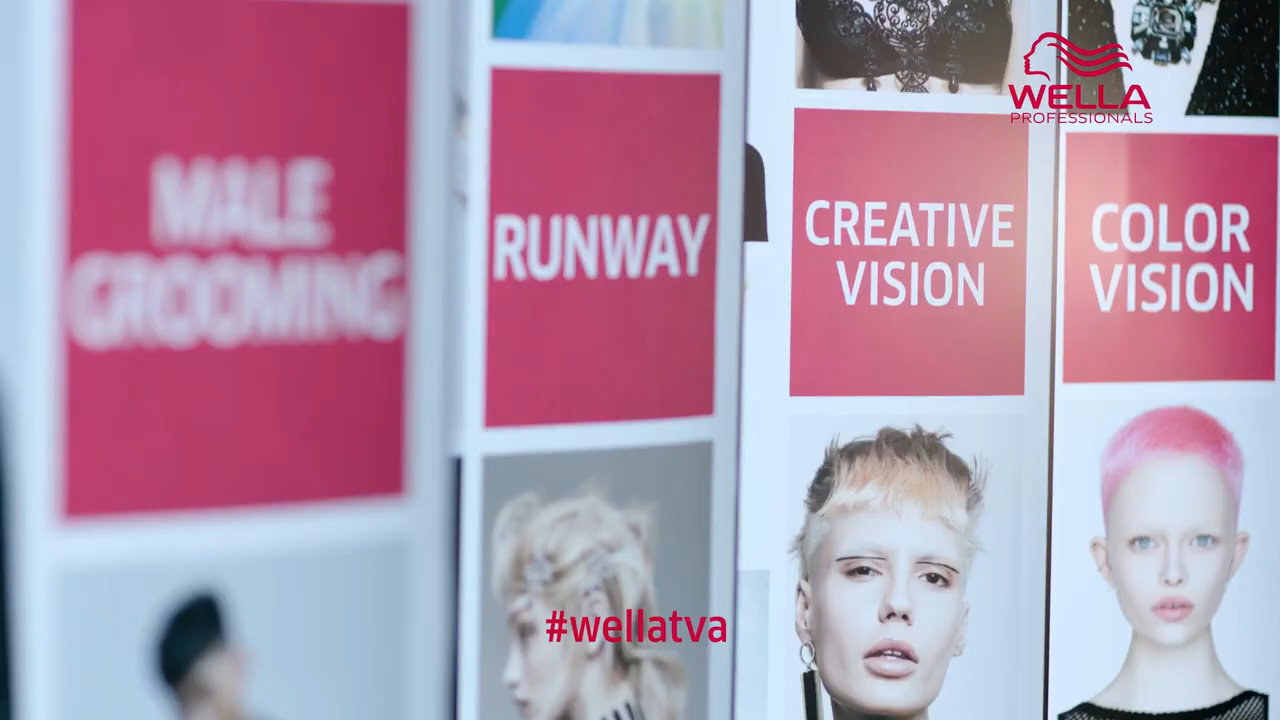 MALE
GROOMING
RUNWAY
CREATIVE
VISION
COLOR
VISION
WELLA
PROFESSIONALS
#wellatva